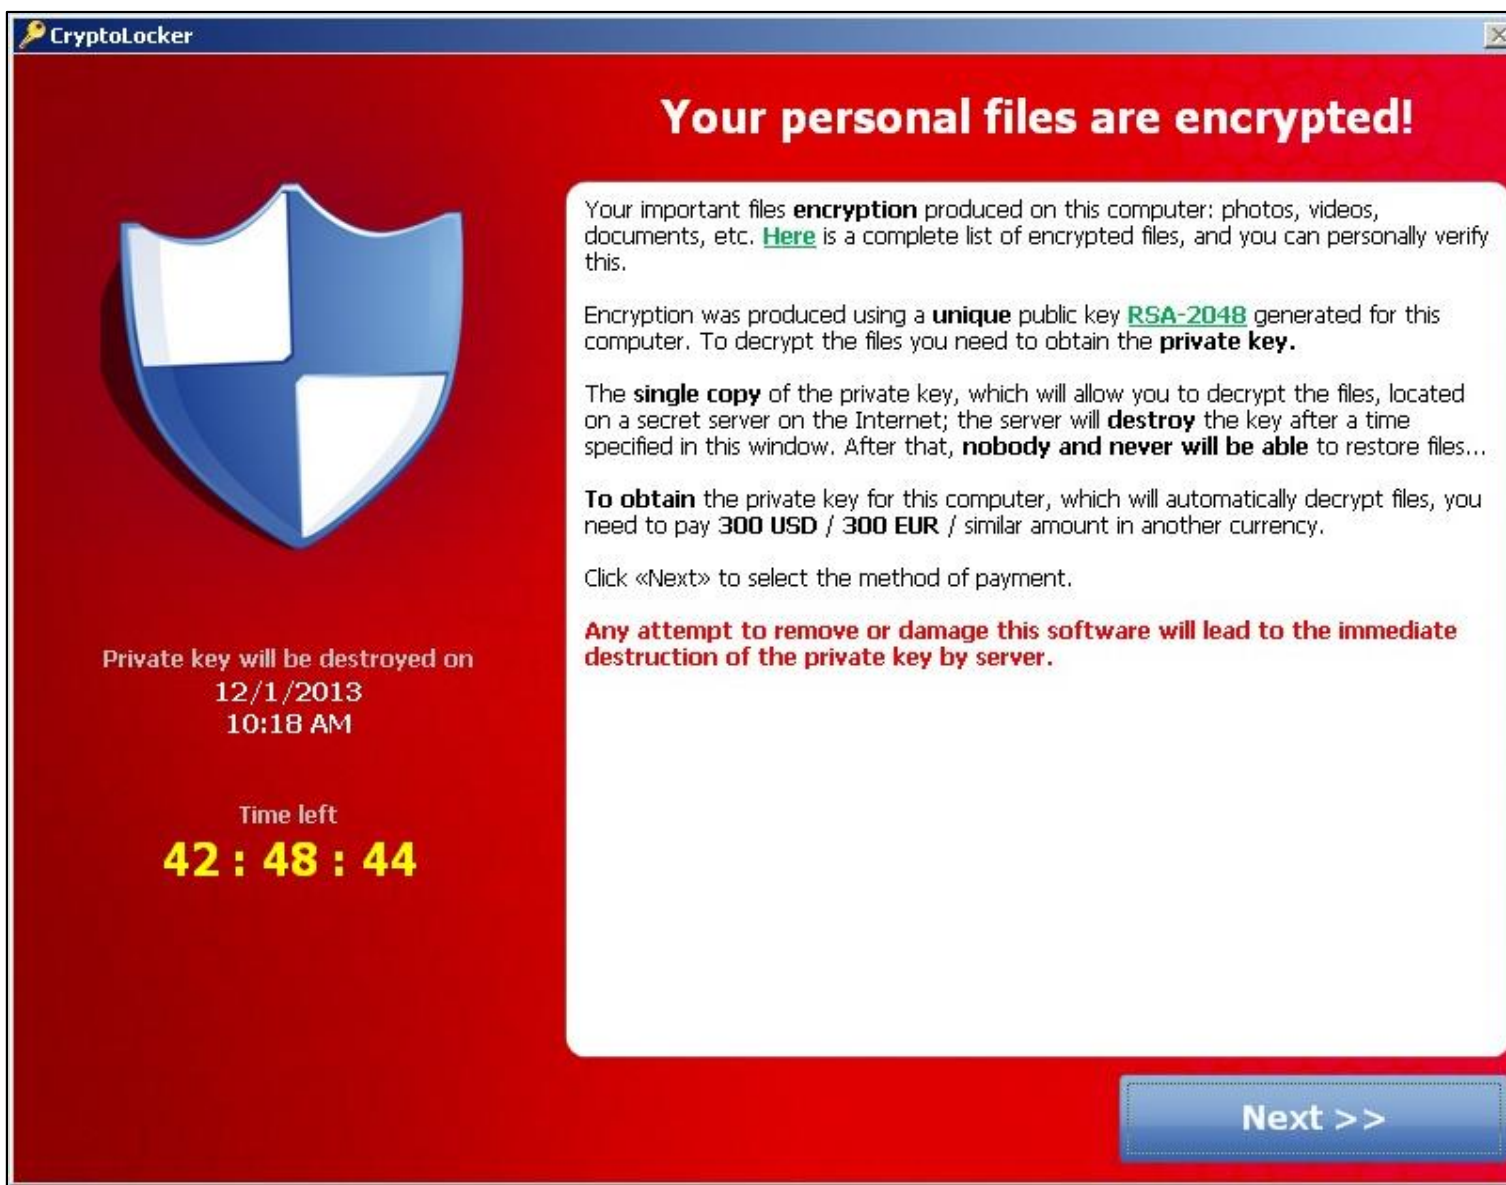 CryptoLocker
Your personal files are encrypted!
Your important files encryption produced on this computer: photos, videos,
documents, etc. Here is a complete list of encrypted files, and you can personally verify
this.
Encryption was produced using a unique public key RSA-2048 generated for this
computer. To decrypt the files you need to obtain the private key.
The single copy of the private key, which will allow you to decrypt the files, located
on a secret server on the Internet; the server will destroy the key after a time
specified in this window. After that, nobody and never will be able to restore files...
To obtain the private key for this computer, which will automatically decrypt files, you
need to pay 300 USD / 300 EUR / similar amount in another currency.
Click «Next» to select the method of payment.
Any attempt to remove or damage this software will lead to the immediate
destruction of the private key by server.
Private key will be destroyed on
12/1/2013
10:18 AM
Time left
42 : 48 : 44
Next >>